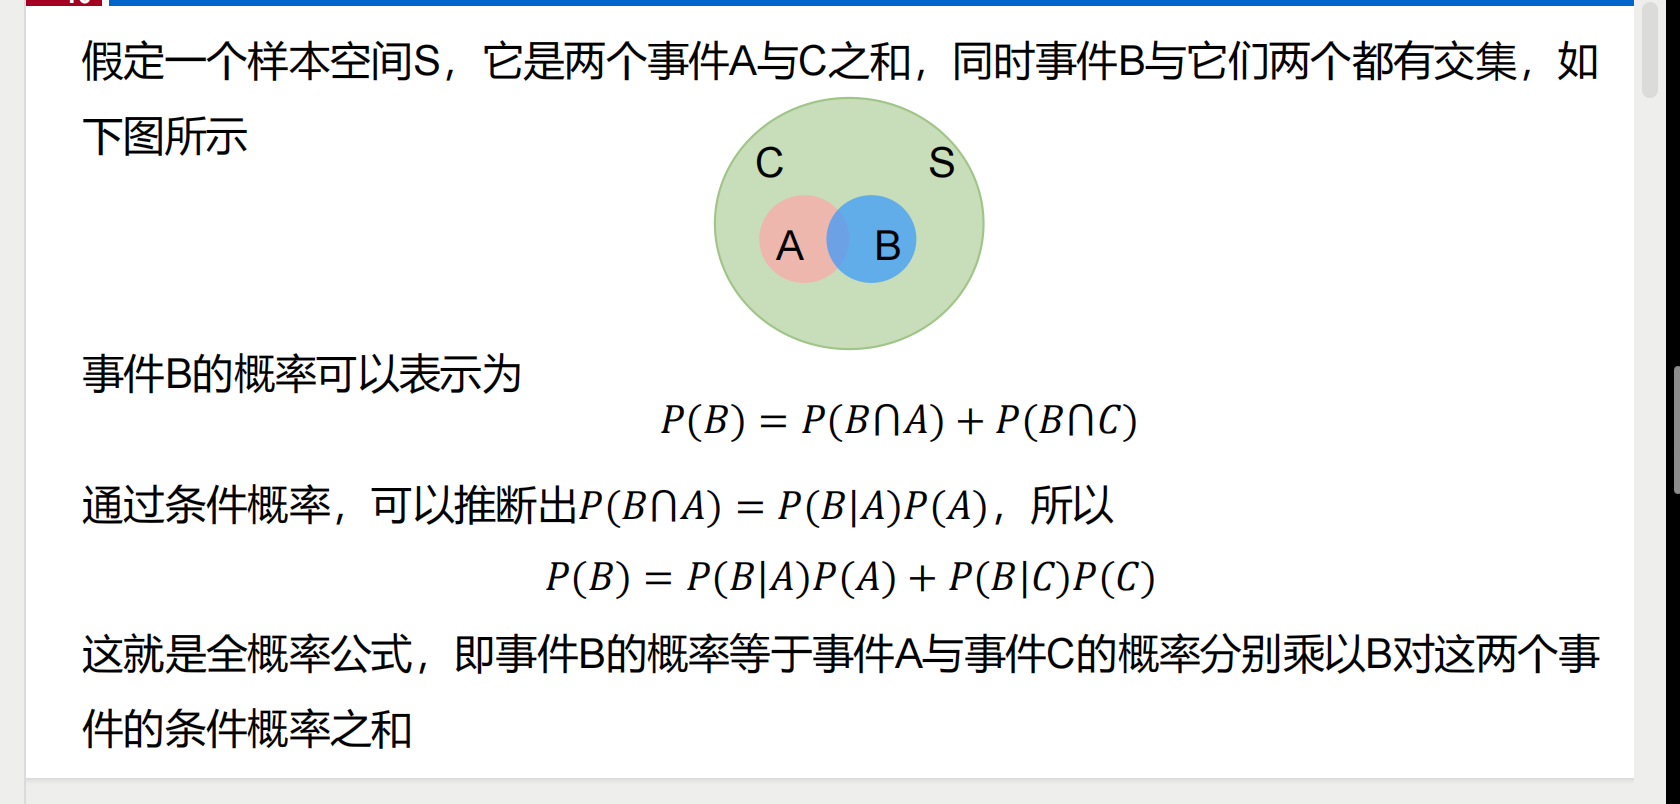 假定一个样本空间S，它是两个事件A与C之和，同时事件B与它们两个都有交集，如
下图所示
C S
A B
事件B的概率可以表示为
P(B) = P(B⋂A) + P(B⋂C)
通过条件概率，可以推断出P(B⋂A) = P(B|A)P(A)，所以
P(B) = P(B|A)P(A) + P(B|C)P(C)
这就是全概率公式，即事件B的概率等于事件A与事件C的概率分别乘以B对这两个事
件的条件概率之和